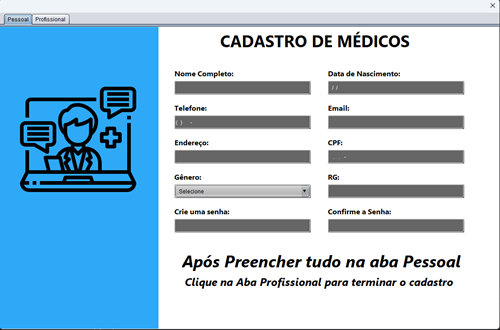 Pessoal Profissional
CADASTRO DE MÉDICOS
Nome Completo: Data de Nascimento:
/ /
Telefone: Email:
( ) -
Endereço: CPF:
. . -
Gênero: RG:
Selecione
Crie uma senha: Confirme a Senha:
Após Preencher tudo na aba Pessoal
Clique na Aba Profissional para terminar o cadastro